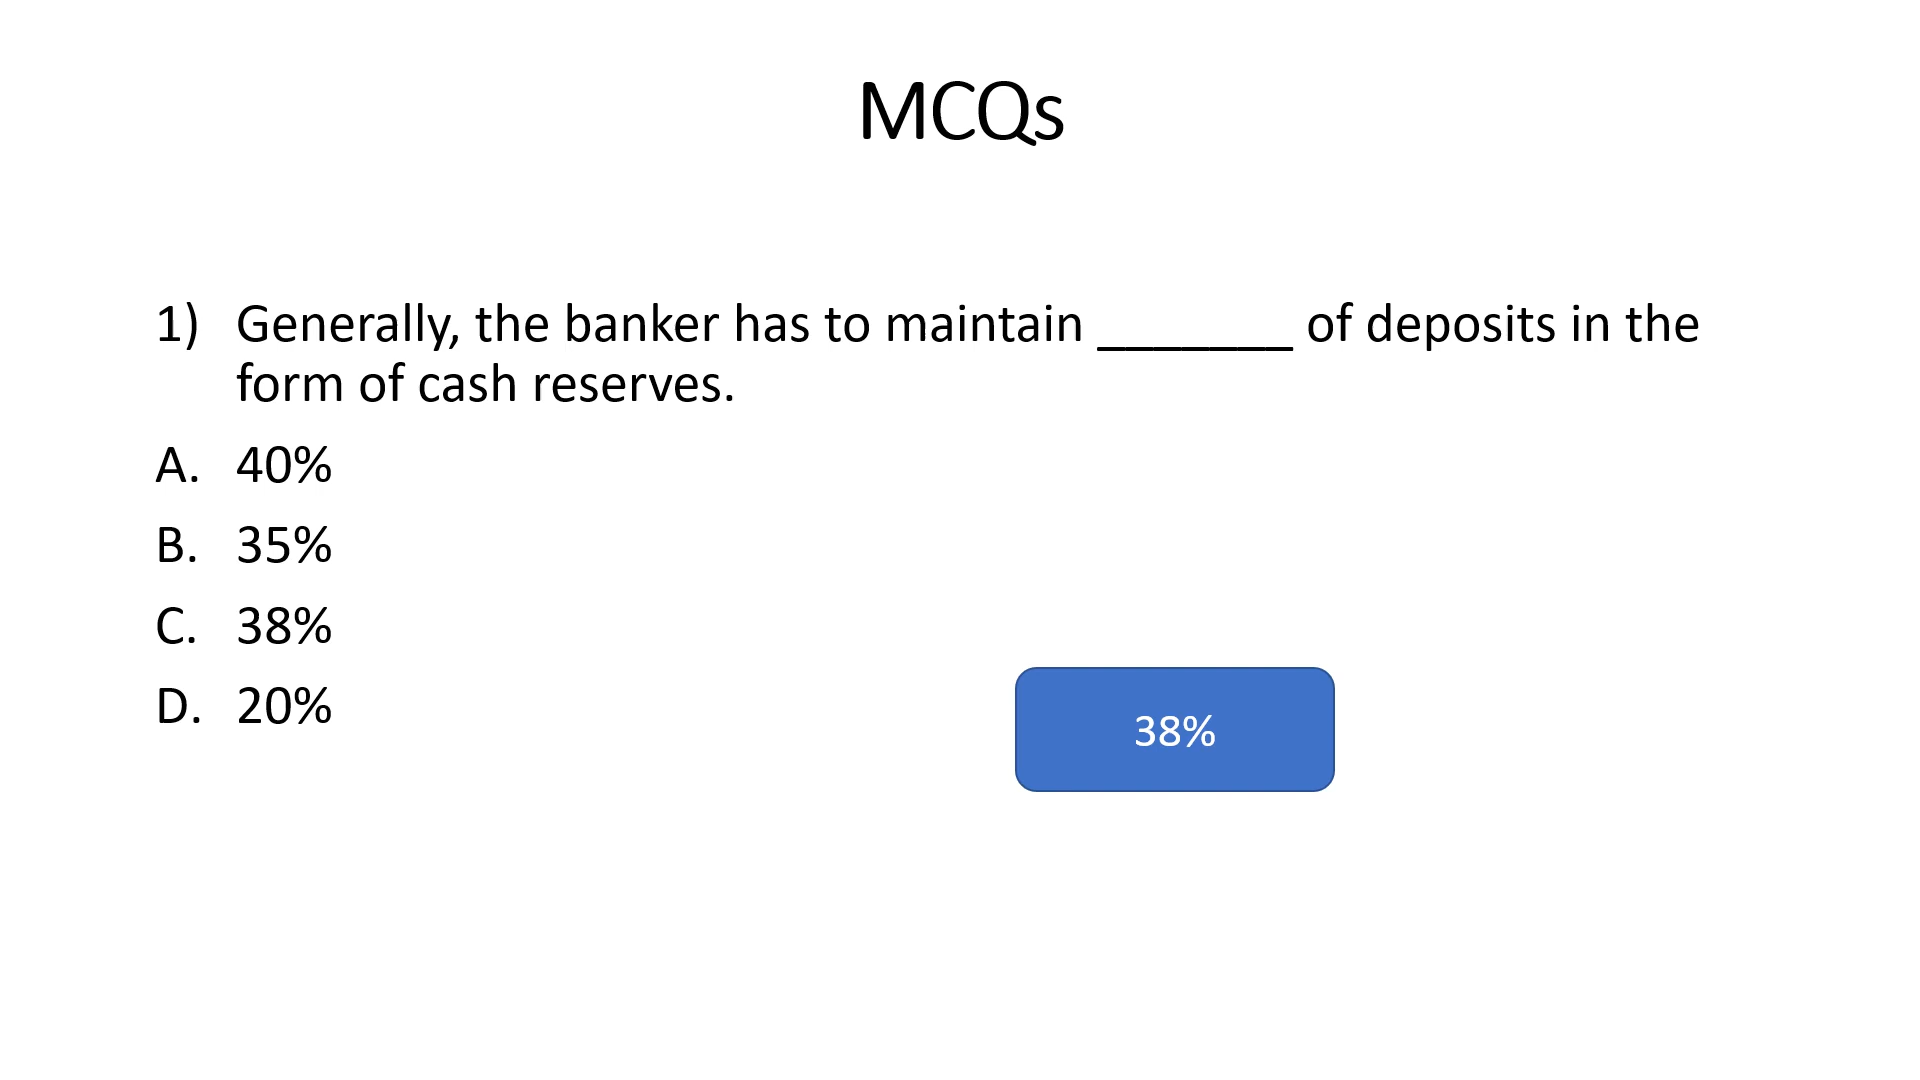 MCQs
1) Generally, the banker has to maintain _______ of deposits in the
form of cash reserves.
A. 40%
B. 35%
C. 38%
D. 20%
38%